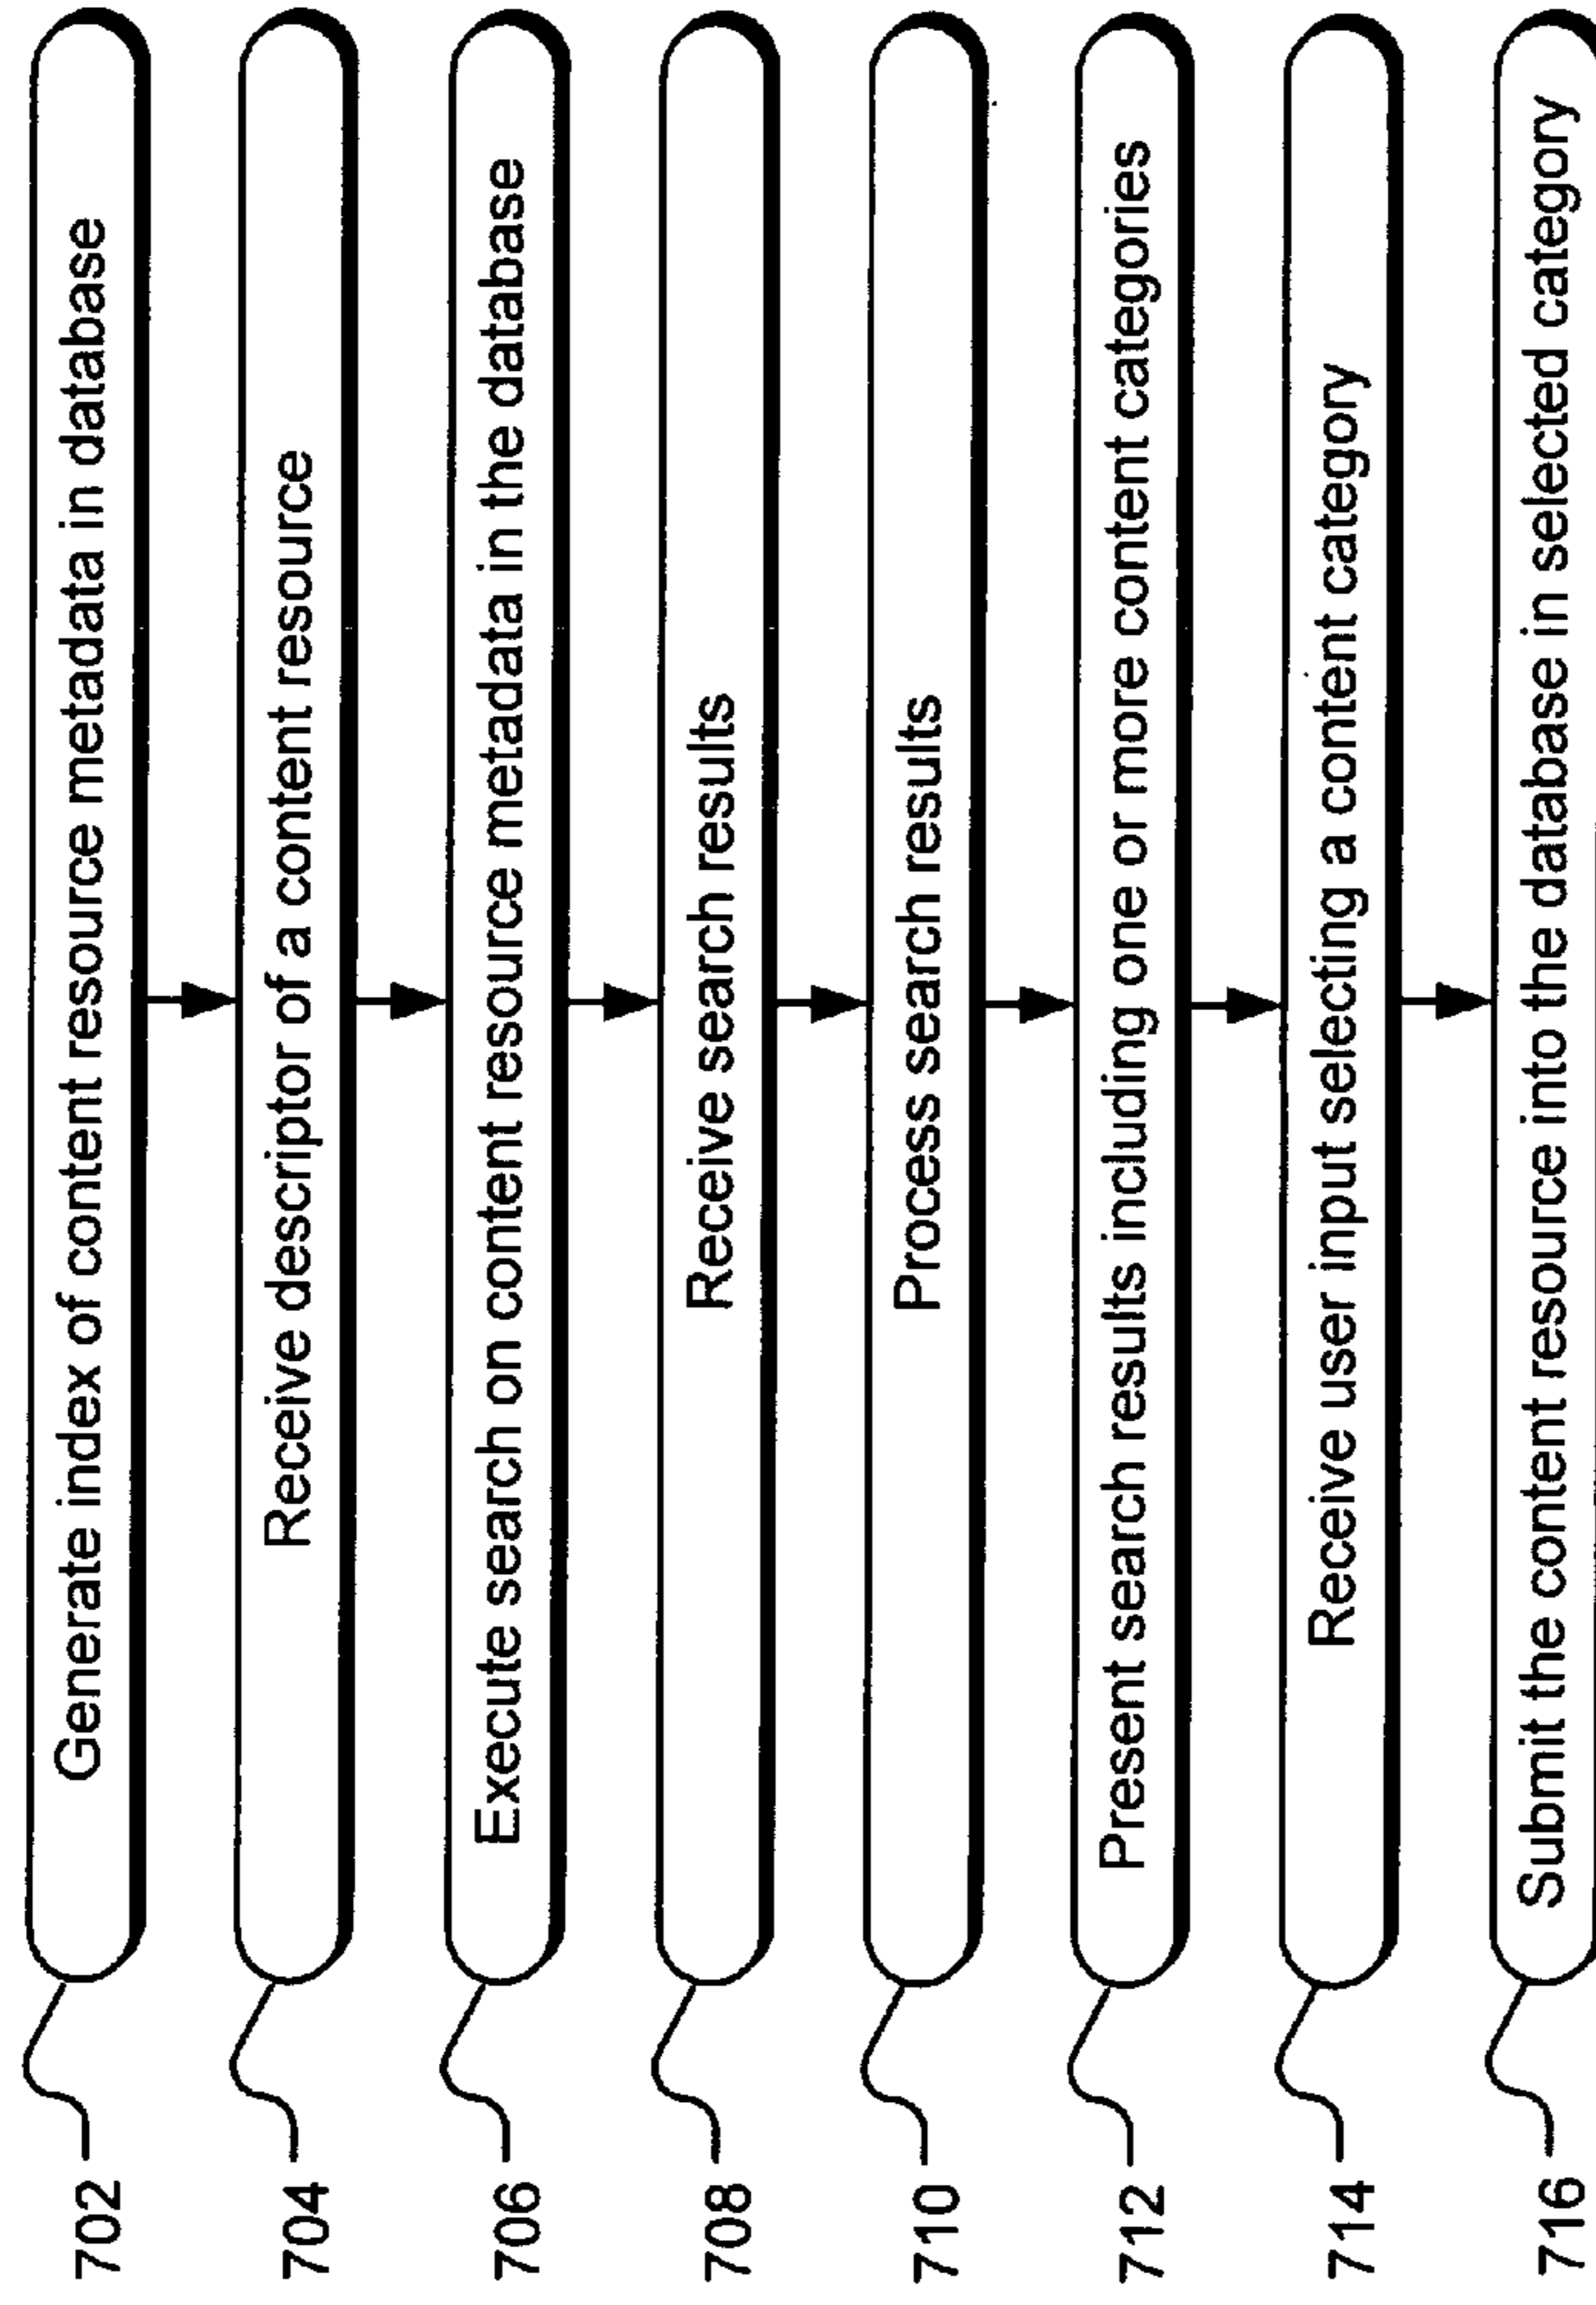 702 Generate index of content resource metadata in database
704 Receive descriptor of a content resource
706 Execute search on content resource metadata in the database
708 Receive search results
710 Process search results
712 Present search results including one or more content categories
714 Receive user input selecting a content category
716 Submit the content resource into the database in selected category